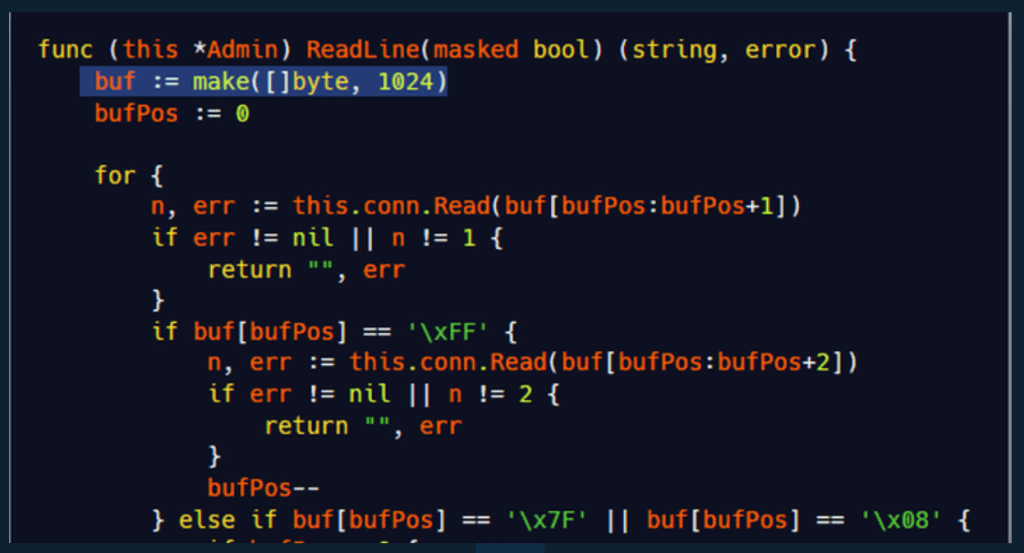 func (this *Admin) ReadLine(masked bool) (string, error) {
    buf := make([]byte, 1024)
    bufPos := 0

    for {
        n, err := this.conn.Read(buf[bufPos:bufPos+1])
        if err != nil || n != 1 {
            return "", err
        }
        if buf[bufPos] == '\xFF' {
            n, err := this.conn.Read(buf[bufPos:bufPos+2])
            if err != nil || n != 2 {
                return "", err
            }
            bufPos--
        } else if buf[bufPos] == '\x7F' || buf[bufPos] == '\x08' {